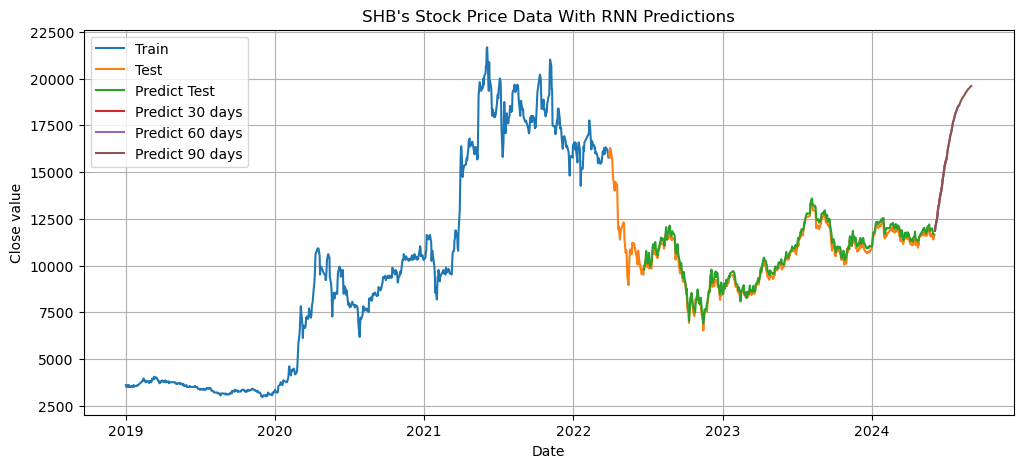 SHB's Stock Price Data With RNN Predictions
22500
20000
17500
15000
12500
10000
7500
5000
2500
Close value
Train
Test
Predict Test
Predict 30 days
Predict 60 days
Predict 90 days
2019 2020 2021 2022 2023 2024
Date